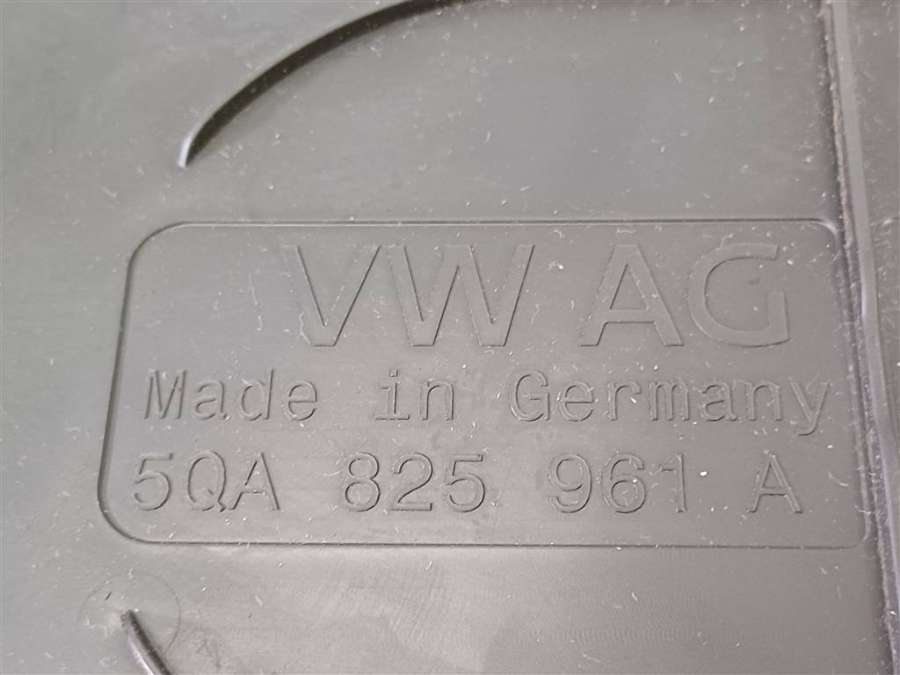 VW AG
Made in Germany
5QA 825 961 A